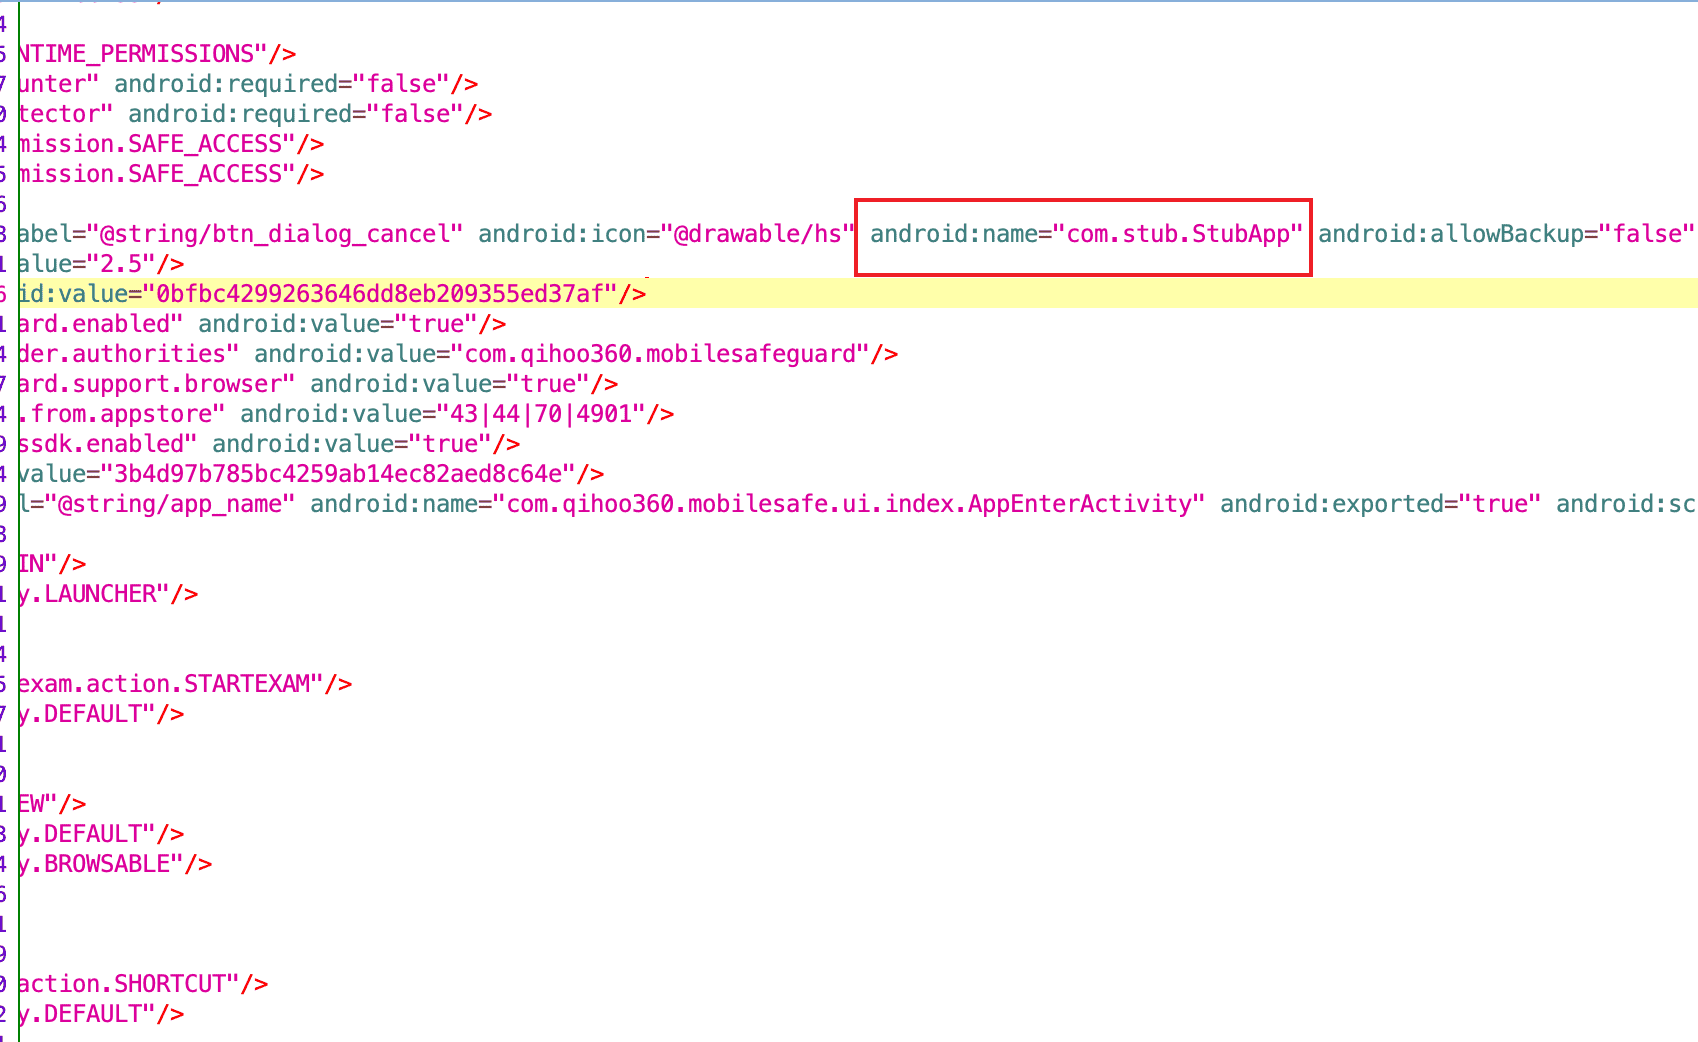 4
5 NTIME_PERMISSIONS"/>
7 unter" android:required="false"/>
0 tector" android:required="false"/>
4 mission.SAFE_ACCESS"/>
5 mission.SAFE_ACCESS"/>
6
8 abel="@string/btn_dialog_cancel" android:icon="@drawable/hs" android:name="com.stub.StubApp" android:allowBackup="false"
1 alue="2.5"/>
6 id:value="0bfbc4299263646dd8eb209355ed37af"/>
1 ard.enabled" android:value="true"/>
4 der.authorities" android:value="com.qihoo360.mobilesafeguard"/>
7 ard.support.browser" android:value="true"/>
4 .from.appstore" android:value="43|44|70|4901"/>
9 ssdk.enabled" android:value="true"/>
4 value="3b4d97b785bc4259ab14ec82aed8c64e"/>
9 l="@string/app_name" android:name="com.qihoo360.mobilesafe.ui.index.AppEnterActivity" android:exported="true" android:sc
3
9 IN"/>
1 y.LAUNCHER"/>
1
4
5 exam.action.STARTEXAM"/>
7 y.DEFAULT"/>
1
0
1 EW"/>
3 y.DEFAULT"/>
4 y.BROWSABLE"/>
6
1
9
0 action.SHORTCUT"/>
2 y.DEFAULT"/>